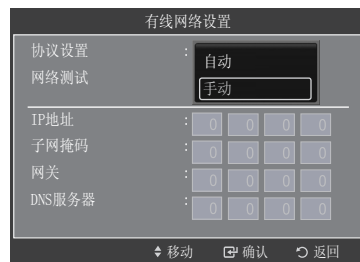 有线网络设置
协议设置 : 自动
网络测试 手动
IP地址 : 0 0 0 0
子网掩码 : 0 0 0 0
网关 : 0 0 0 0
DNS服务器 : 0 0 0 0
移动 确认 返回